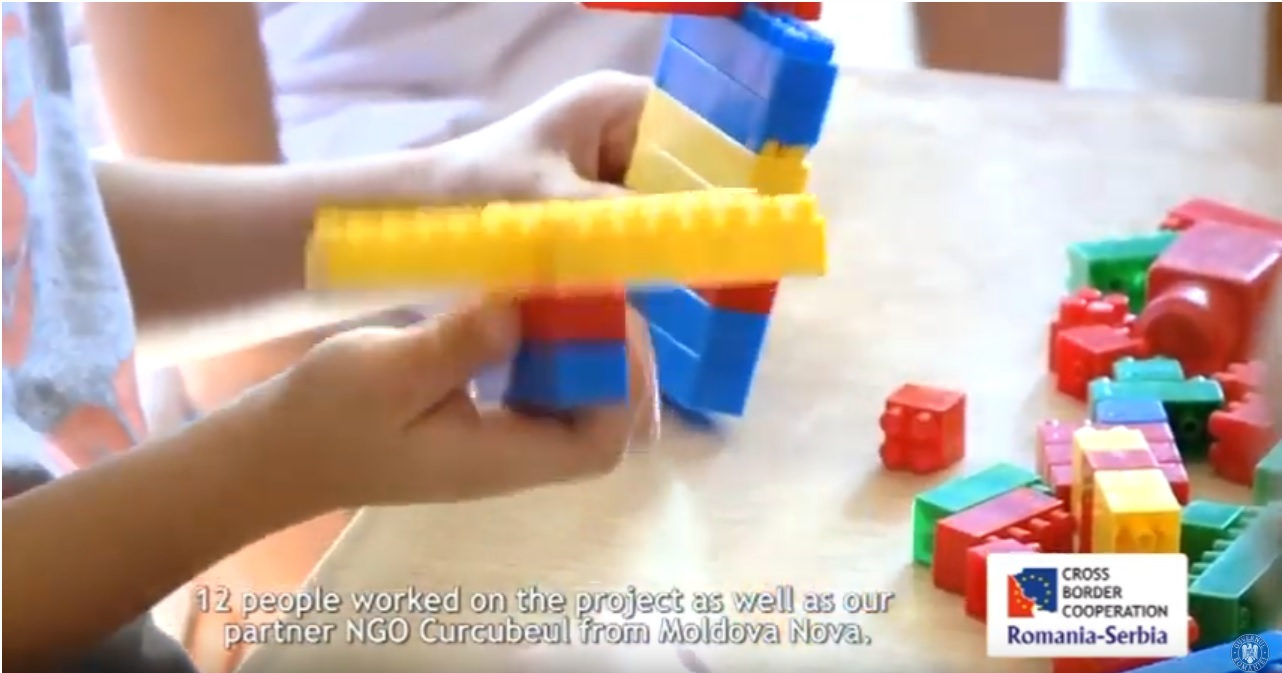 12 people worked on the project as well as our
partner NGO Curcubeul from Moldova Nova.
CROSS
BORDER
COOPERATION
Romania-Serbia